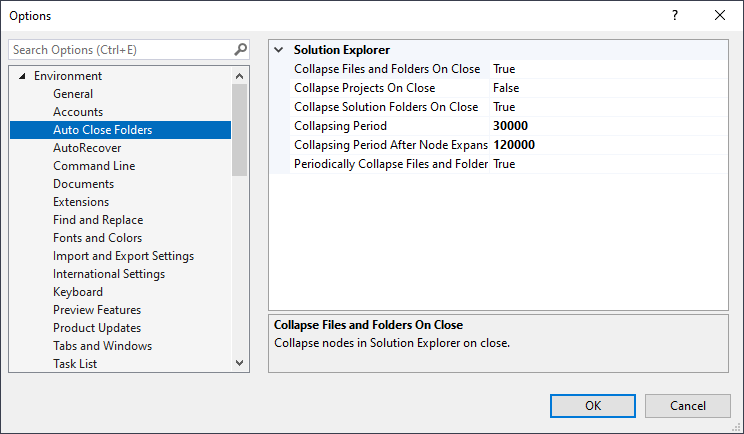 Options
?
Search Options (Ctrl+E)
Environment
General
Accounts
Auto Close Folders
AutoRecover
Command Line
Documents
Extensions
Find and Replace
Fonts and Colors
Import and Export Settings
International Settings
Keyboard
Preview Features
Product Updates
Tabs and Windows
Task List
Solution Explorer
Collapse Files and Folders On Close True
Collapse Projects On Close False
Collapse Solution Folders On Close True
Collapsing Period 30000
Collapsing Period After Node Expans 120000
Periodically Collapse Files and Folder True
Collapse Files and Folders On Close
Collapse nodes in Solution Explorer on close.
OK Cancel